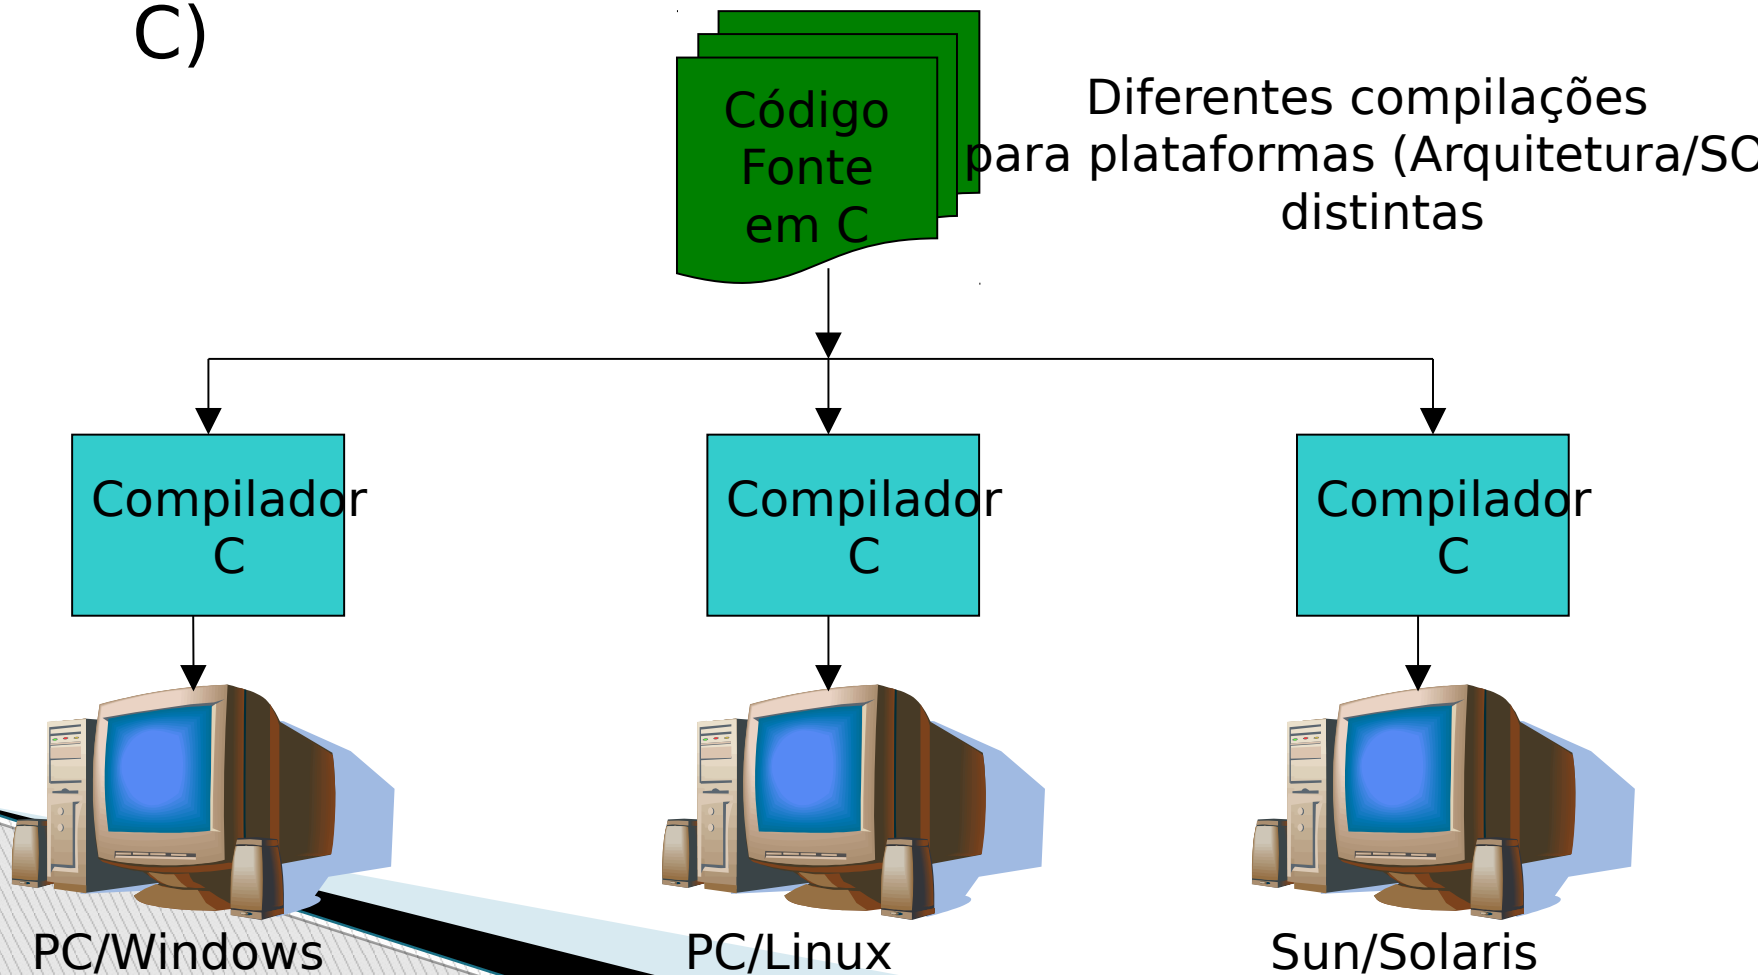 C)
Código
Fonte
em C
Diferentes compilações
para plataformas (Arquitetura/SO
distintas
Compilador
C
Compilador
C
Compilador
C
PC/Windows
PC/Linux
Sun/Solaris